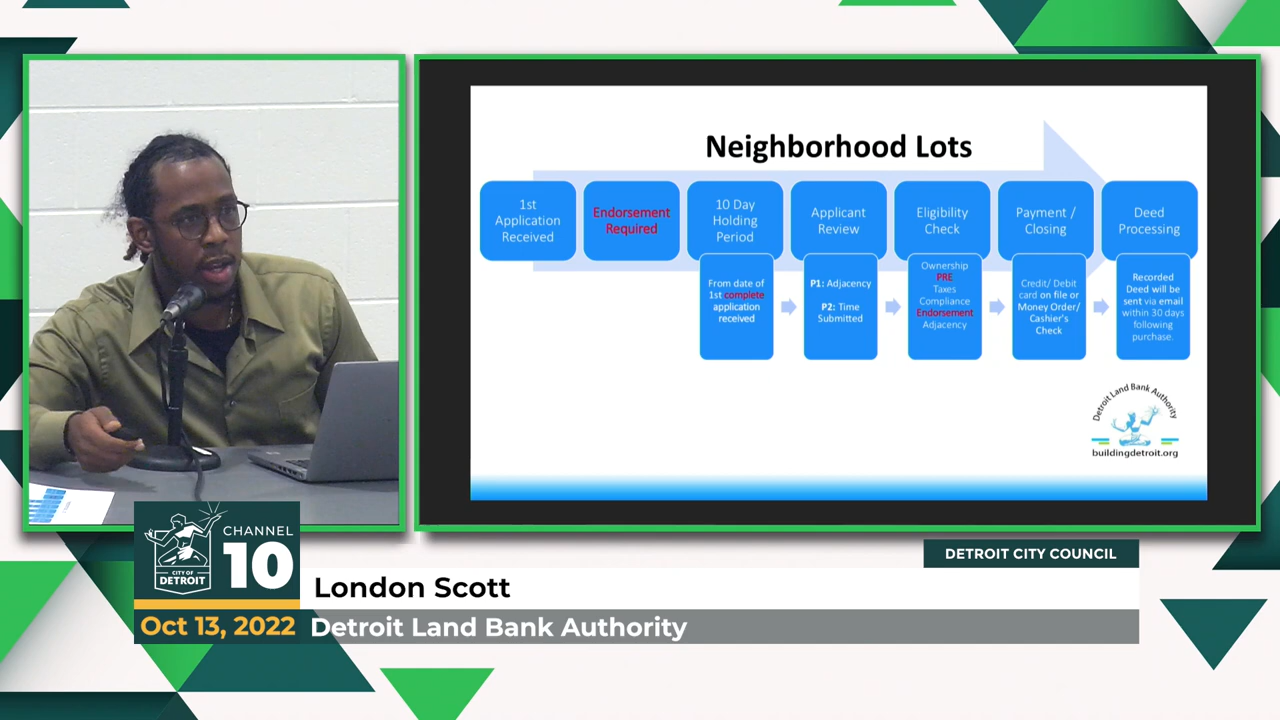 Neighborhood Lots
1st
Application
Received
Endorsement
Required
10 Day
Holding
Period
Applicant
Review
Eligibility
Check
Payment /
Closing
Deed
Processing
From date of
1st complete
application
received
P1: Adjacency
P2: Time
Submitted
Ownership
PRE
Taxes
Compliance
Endorsement
Adjacency
Credit/ Debit
card on file or
Money Order/
Cashier's
Check
Recorded
Deed will be
sent via email
within 30 days
following
purchase.
Detroit Land Bank Authority
buildingdetroit.org
CITY OF
DETROIT
CHANNEL
10
DETROIT CITY COUNCIL
London Scott
Oct 13, 2022
Detroit Land Bank Authority